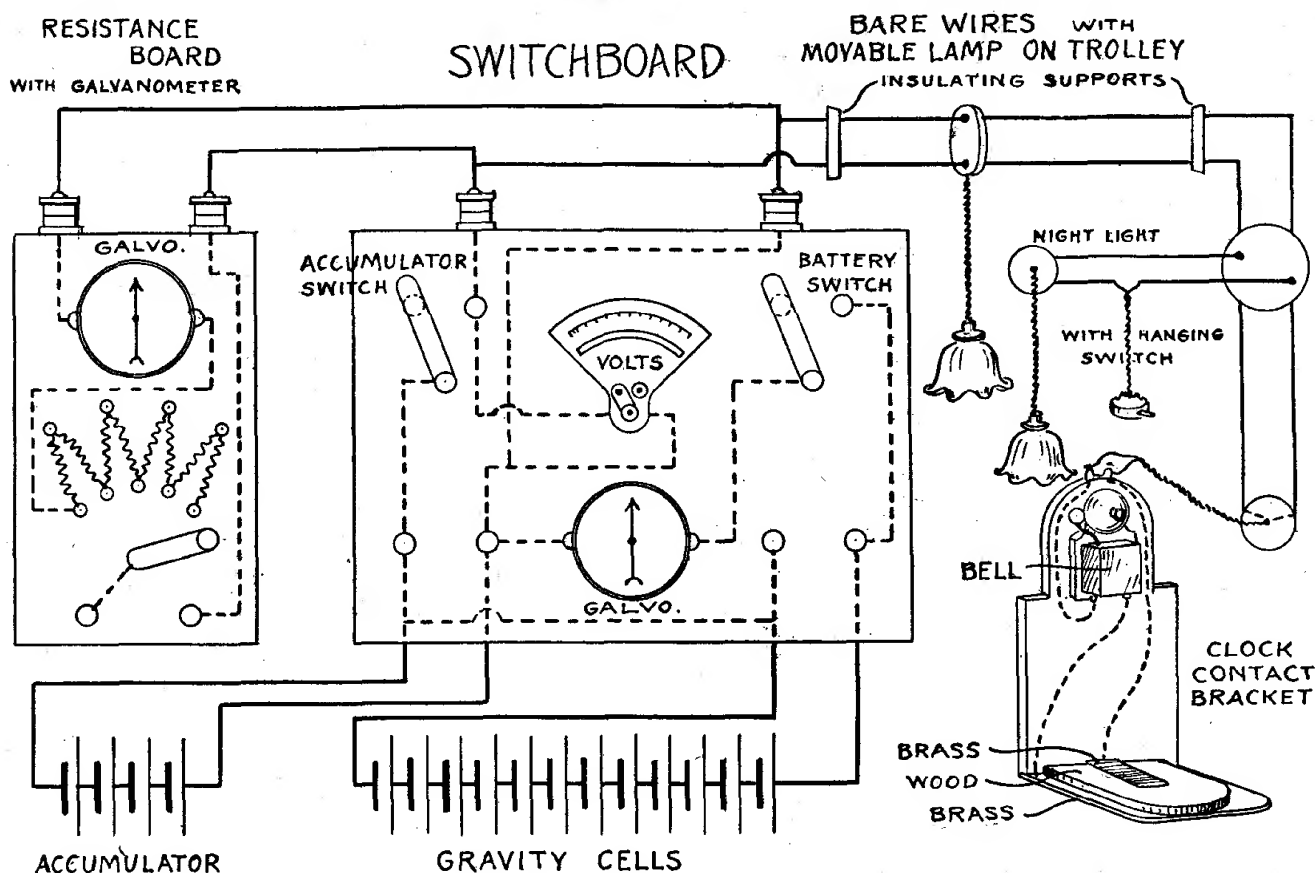 RESISTANCE
BOARD
WITH GALVANOMETER
SWITCHBOARD
BARE WIRES WITH
MOVABLE LAMP ON TROLLEY
INSULATING SUPPORTS
GALVO.
ACCUMULATOR
SWITCH
BATTERY
SWITCH
VOLTS
GALVO.
NIGHT LIGHT
WITH HANGING
SWITCH
BELL
CLOCK
CONTACT
BRACKET
BRASS
WOOD
BRASS
ACCUMULATOR
GRAVITY CELLS